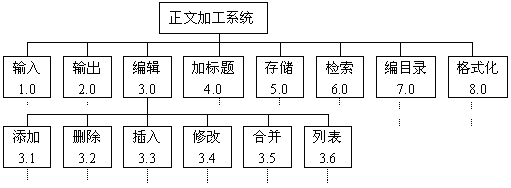 正文加工系统
输入 输出 编辑 加标题 存储 检索 编目录 格式化
1.0 2.0 3.0 4.0 5.0 6.0 7.0 8.0
添加 删除 插入 修改 合并 列表
3.1 3.2 3.3 3.4 3.5 3.6